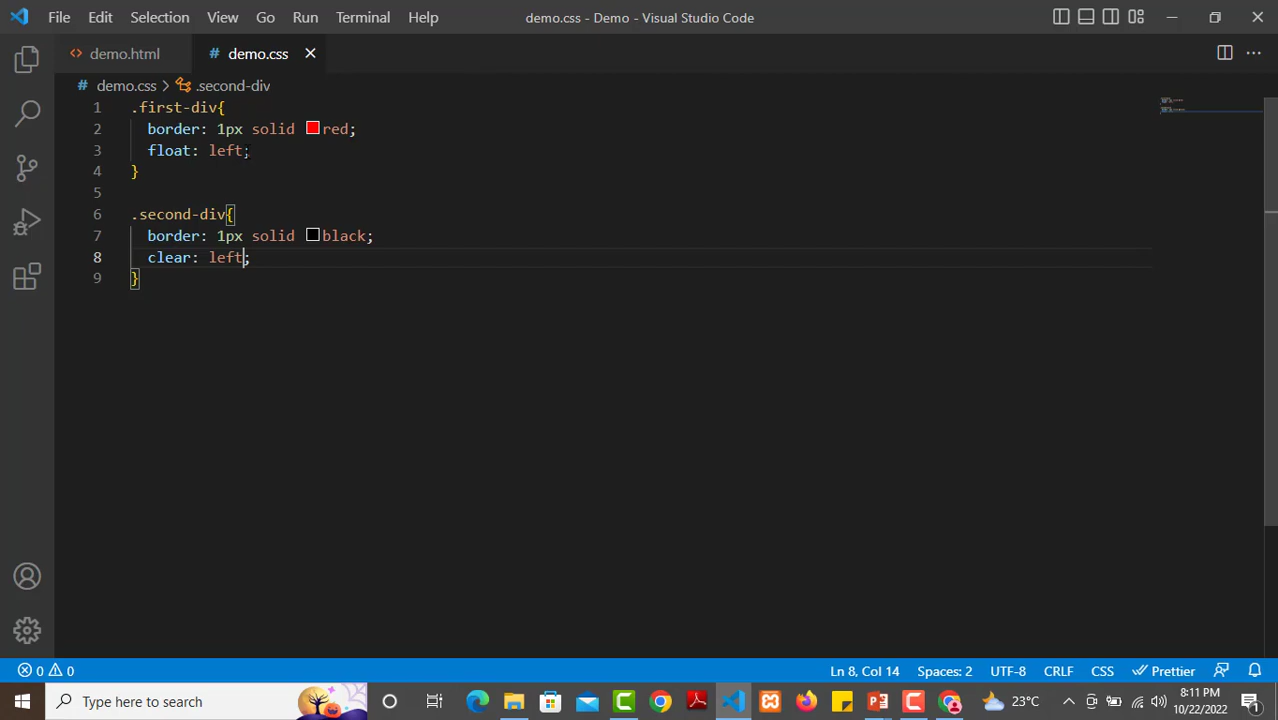 File Edit Selection View Go Run Terminal Help demo.css - Demo - Visual Studio Code
<> demo.html # demo.css ×
# demo.css > .second-div
1 .first-div{
2 border: 1px solid red;
3 float: left;
4 }
5
6 .second-div{
7 border: 1px solid black;
8 clear: left;
9 }
0 0 Ln 8, Col 14 Spaces: 2 UTF-8 CRLF CSS Prettier
Type here to search 23°C 8:11 PM
10/22/2022 1